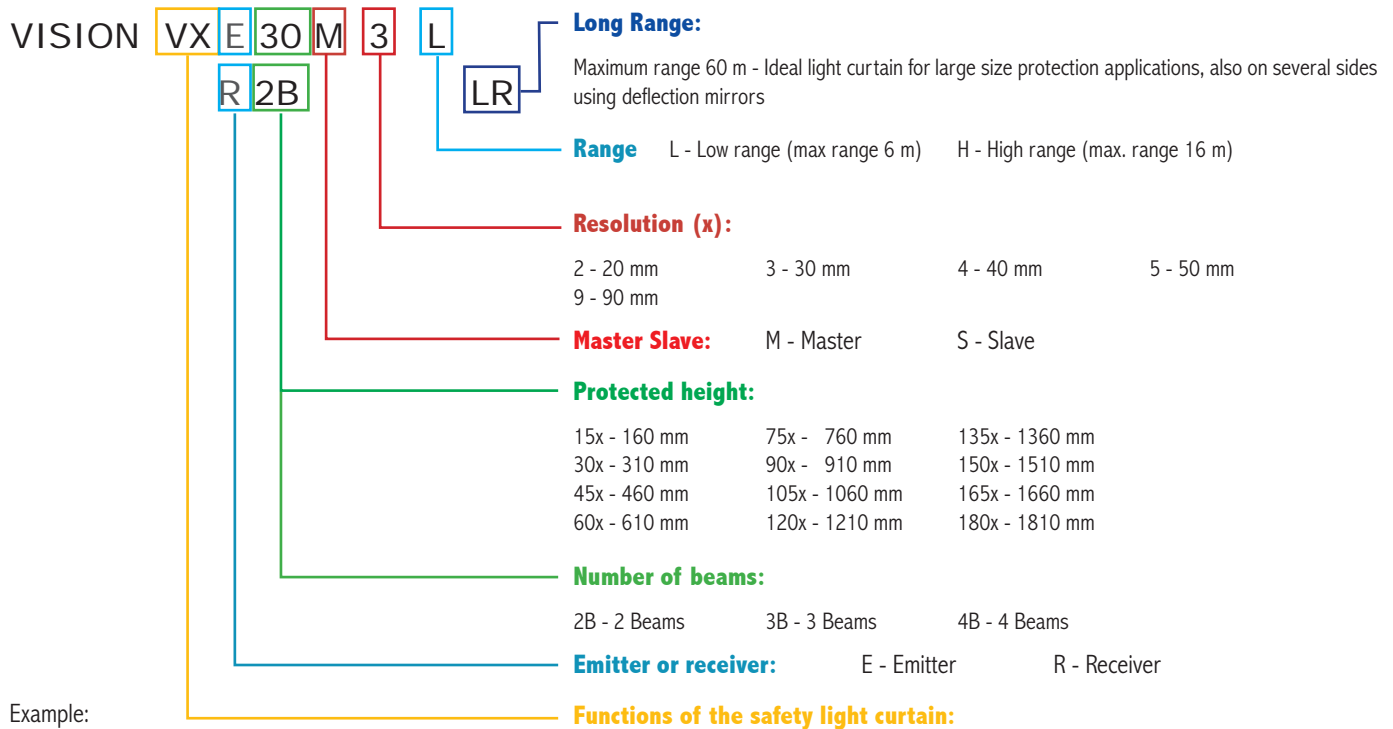 VISION VX E 30 M 3 L
R 2B LR
Long Range:
Maximum range 60 m - Ideal light curtain for large size protection applications, also on several sides
using deflection mirrors
Range L - Low range (max range 6 m) H - High range (max. range 16 m)
Resolution (x):
2 - 20 mm 3 - 30 mm 4 - 40 mm 5 - 50 mm
9 - 90 mm
Master Slave: M - Master S - Slave
Protected height:
15x - 160 mm 75x - 760 mm 135x - 1360 mm
30x - 310 mm 90x - 910 mm 150x - 1510 mm
45x - 460 mm 105x - 1060 mm 165x - 1660 mm
60x - 610 mm 120x - 1210 mm 180x - 1810 mm
Number of beams:
2B - 2 Beams 3B - 3 Beams 4B - 4 Beams
Emitter or receiver: E - Emitter R - Receiver
Example: Functions of the safety light curtain: